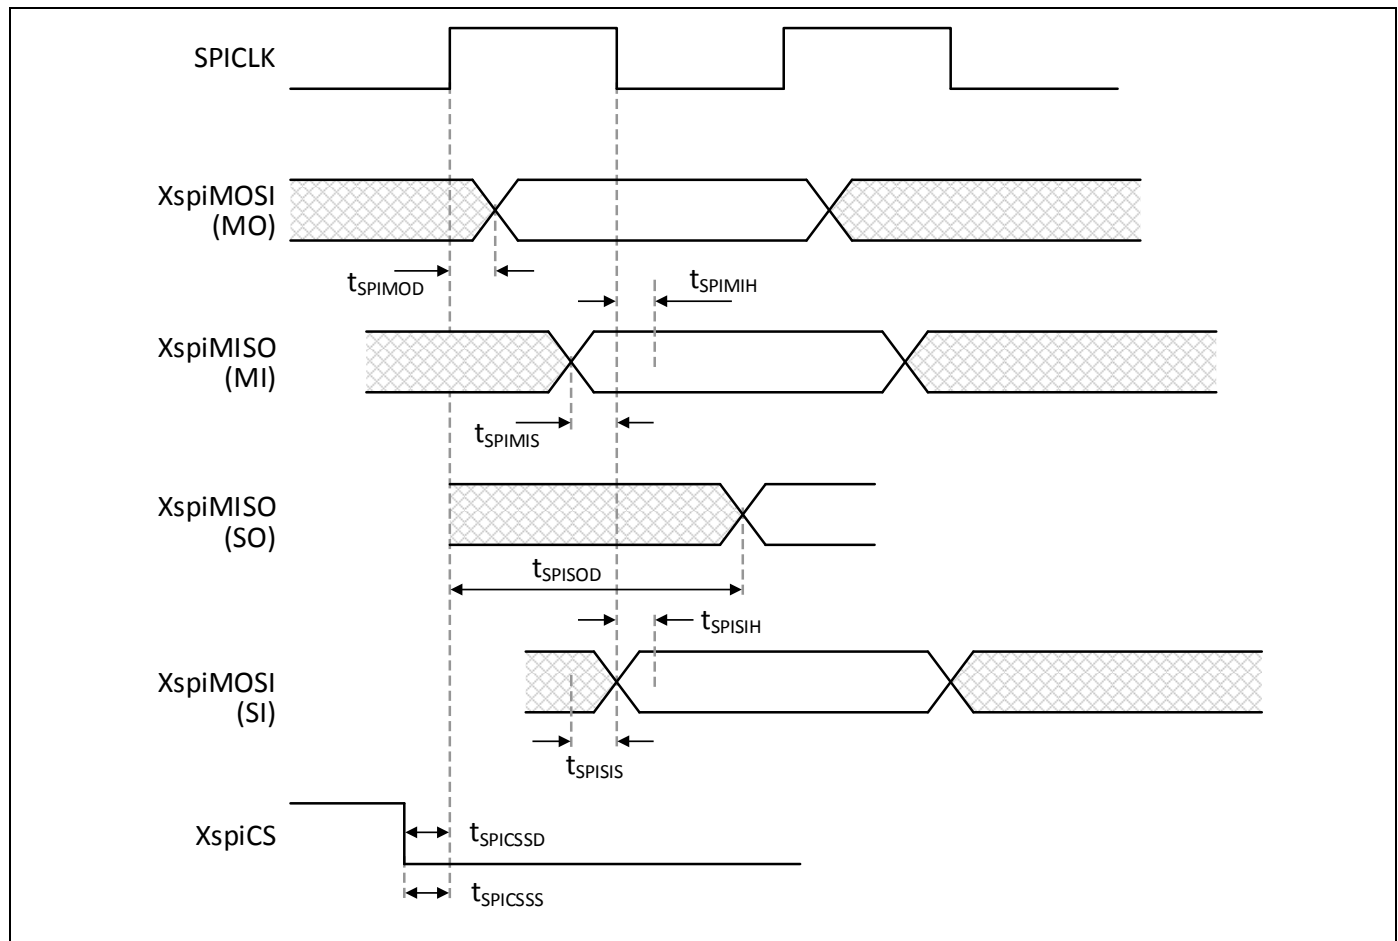 SPICLK
XspiMOSI
(MO)
tSPIMOD
tSPIMIH
XspiMISO
(MI)
tSPIMIS
XspiMISO
(SO)
tSPISOD
tSPISIH
XspiMOSI
(SI)
tSPISIS
XspiCS
tSPICSSD
tSPICSSS